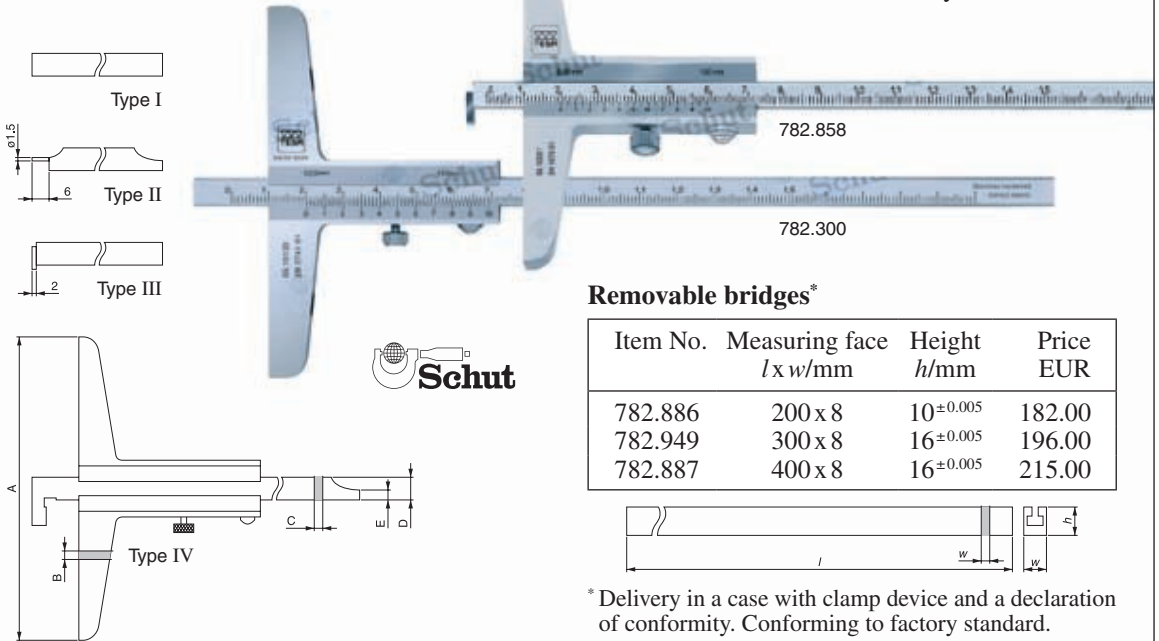 Type I
ø1.5
6
Type II
2
Type III
782.858
782.300
Schut
Removable bridges*
Item No. Measuring face Height Price
l x w/mm h/mm EUR
782.886 200 x 8 10±0.005 182.00
782.949 300 x 8 16±0.005 196.00
782.887 400 x 8 16±0.005 215.00
A
B
C
E
D
Type IV
l
w
w
h
* Delivery in a case with clamp device and a declaration
of conformity. Conforming to factory standard.